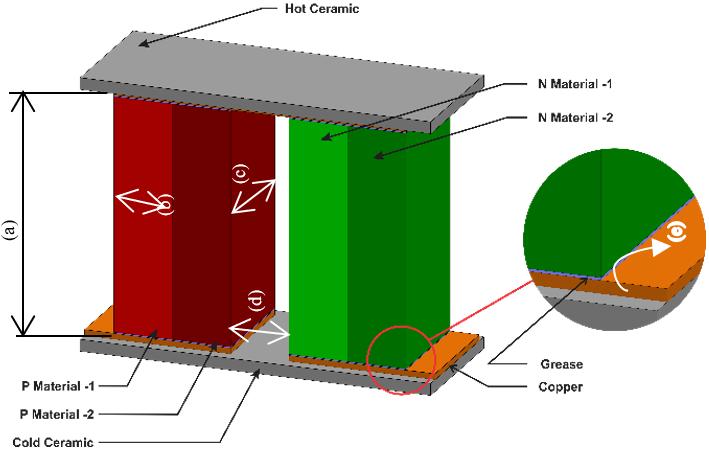 Hot Ceramic
N Material -1
N Material -2
(a)
(b)
(c)
(d)
(e)
Grease
Copper
P Material -1
P Material -2
Cold Ceramic